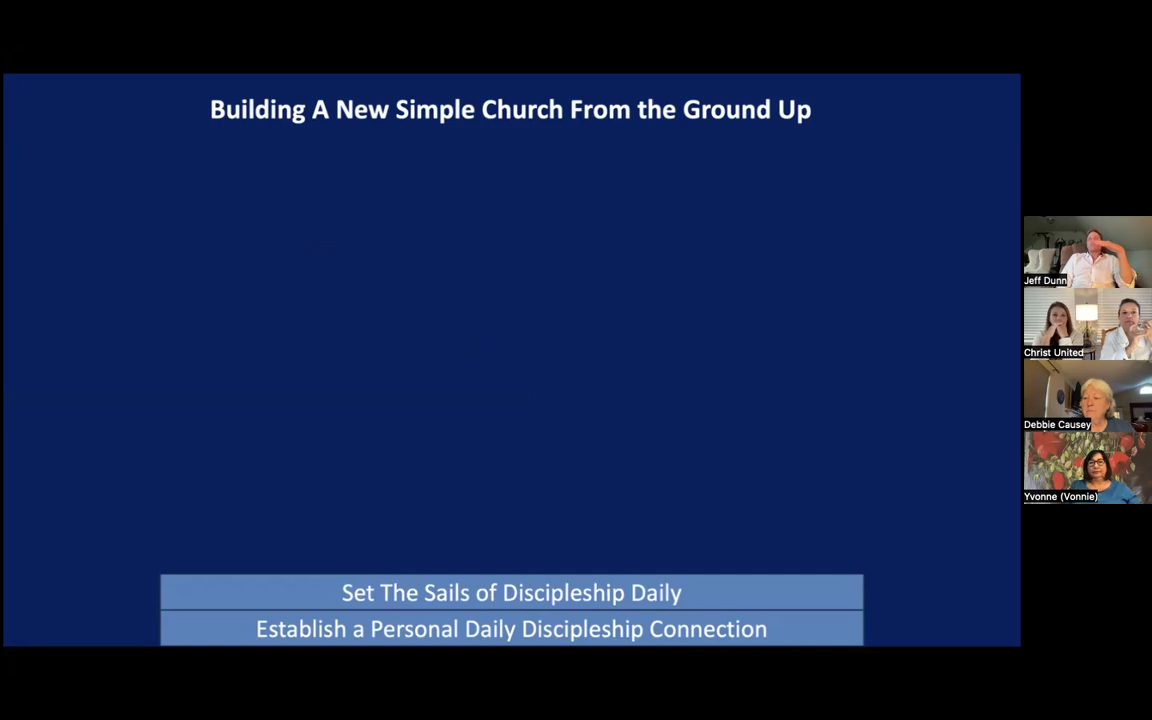 Building A New Simple Church From the Ground Up
Set The Sails of Discipleship Daily
Establish a Personal Daily Discipleship Connection
Jeff Dunn
Christ United
Debbie Causey
Yvonne (Vonnie)